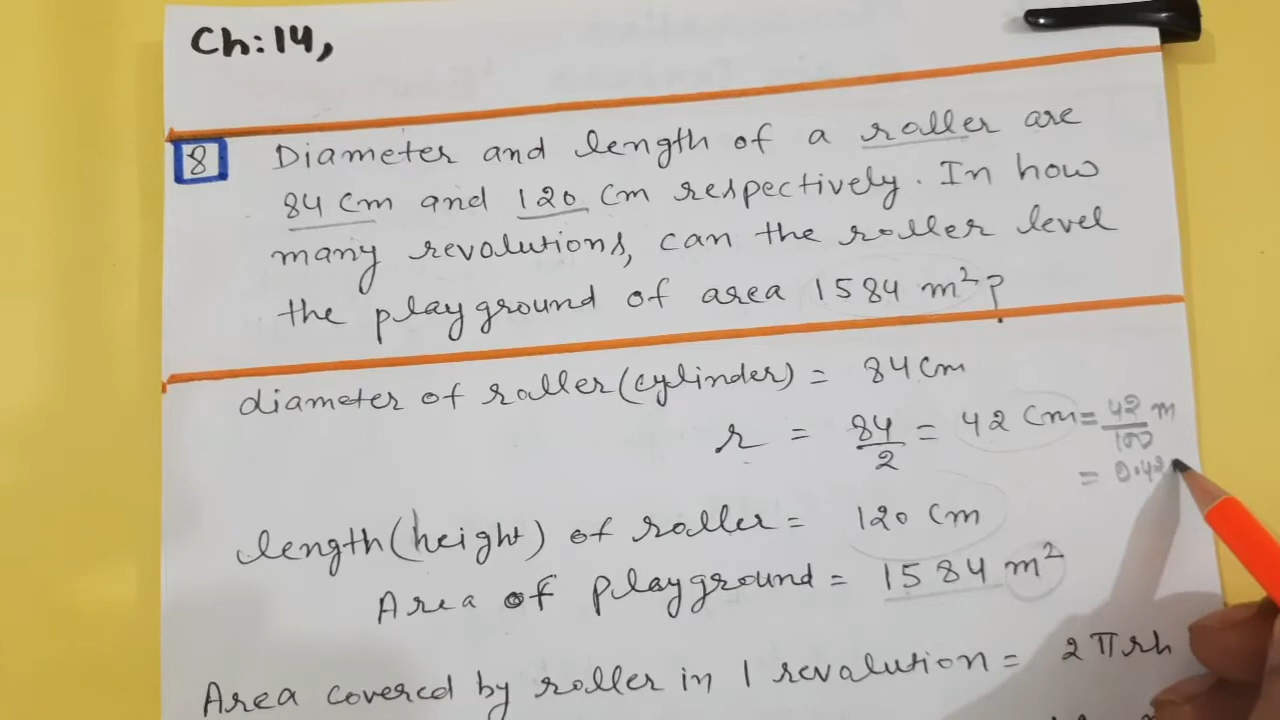 Ch: 14,
8 Diameter and length of a roller are
84 cm and 120 cm respectively. In how
many revolutions, can the roller level
the playground of area 1584 m²?
diameter of roller (cylinder) = 84 cm
r = 84/2 = 42 cm = 42/100 m
= 0.42
length (height) of roller = 120 cm
Area of playground = 1584 m²
Area covered by roller in 1 revolution = 2πrh